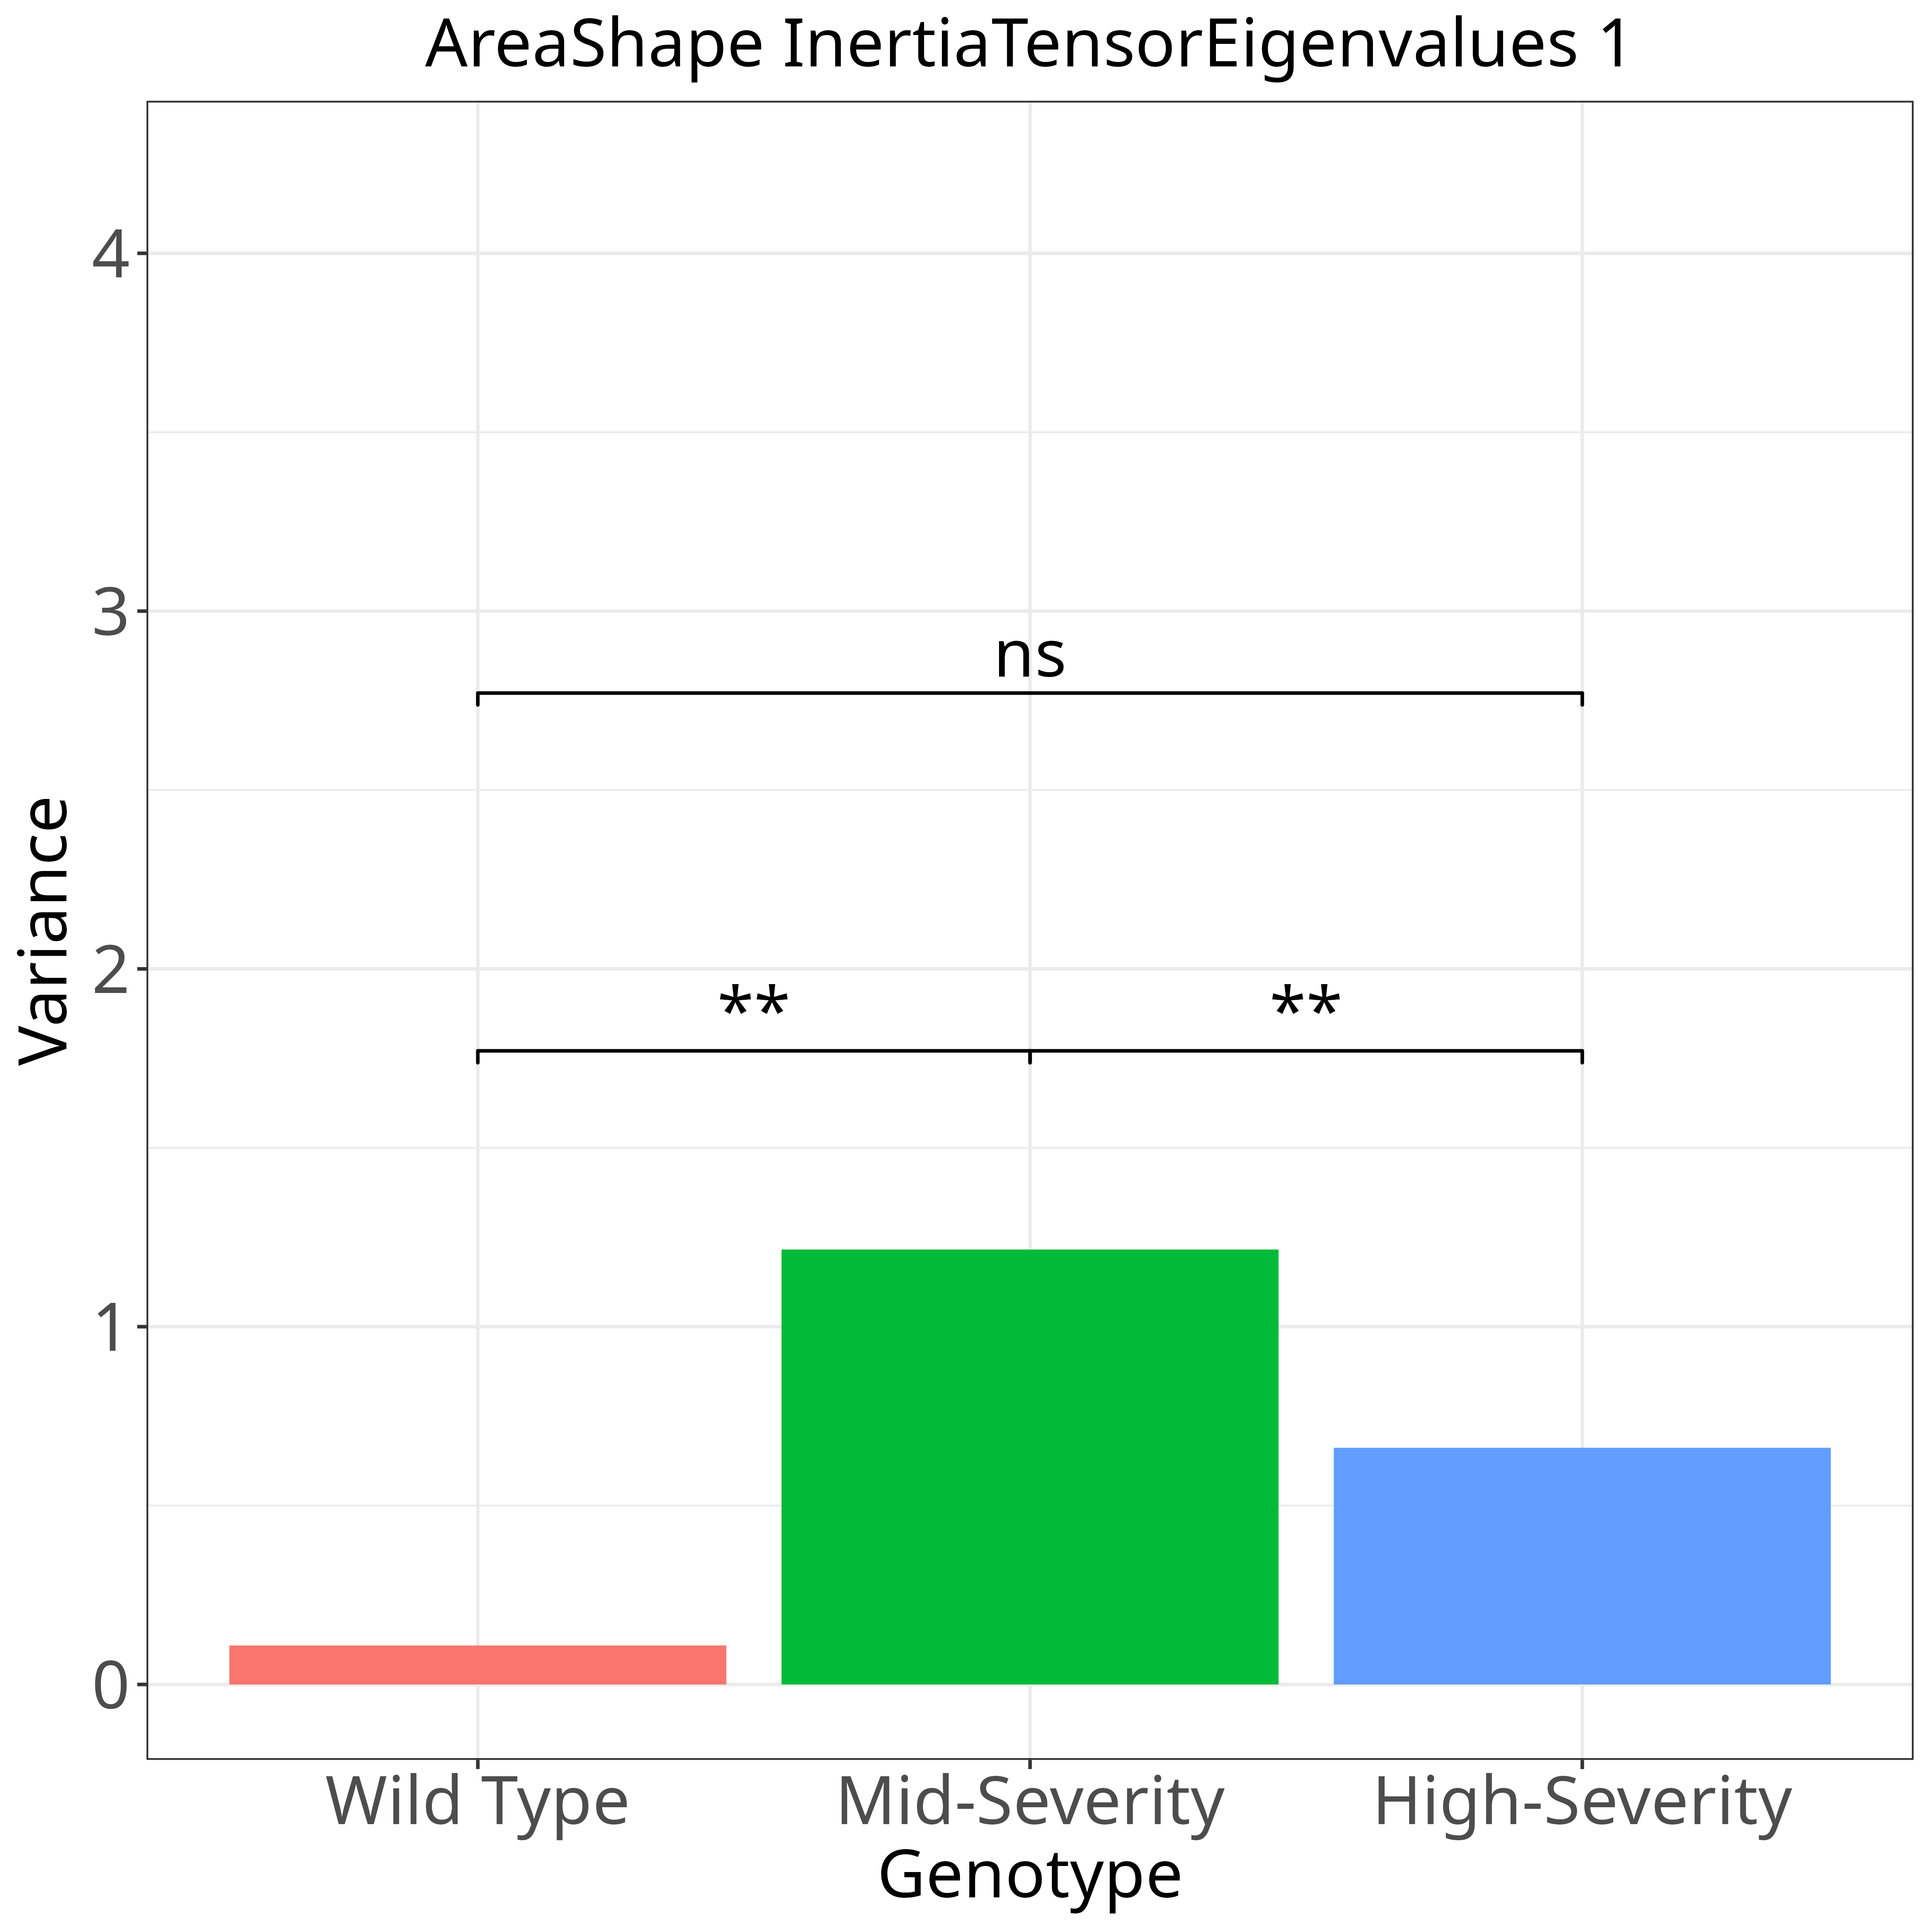 AreaShape InertiaTensorEigenvalues 1
4
3
ns
Variance
2
** **
1
0
Wild Type Mid-Severity High-Severity
Genotype